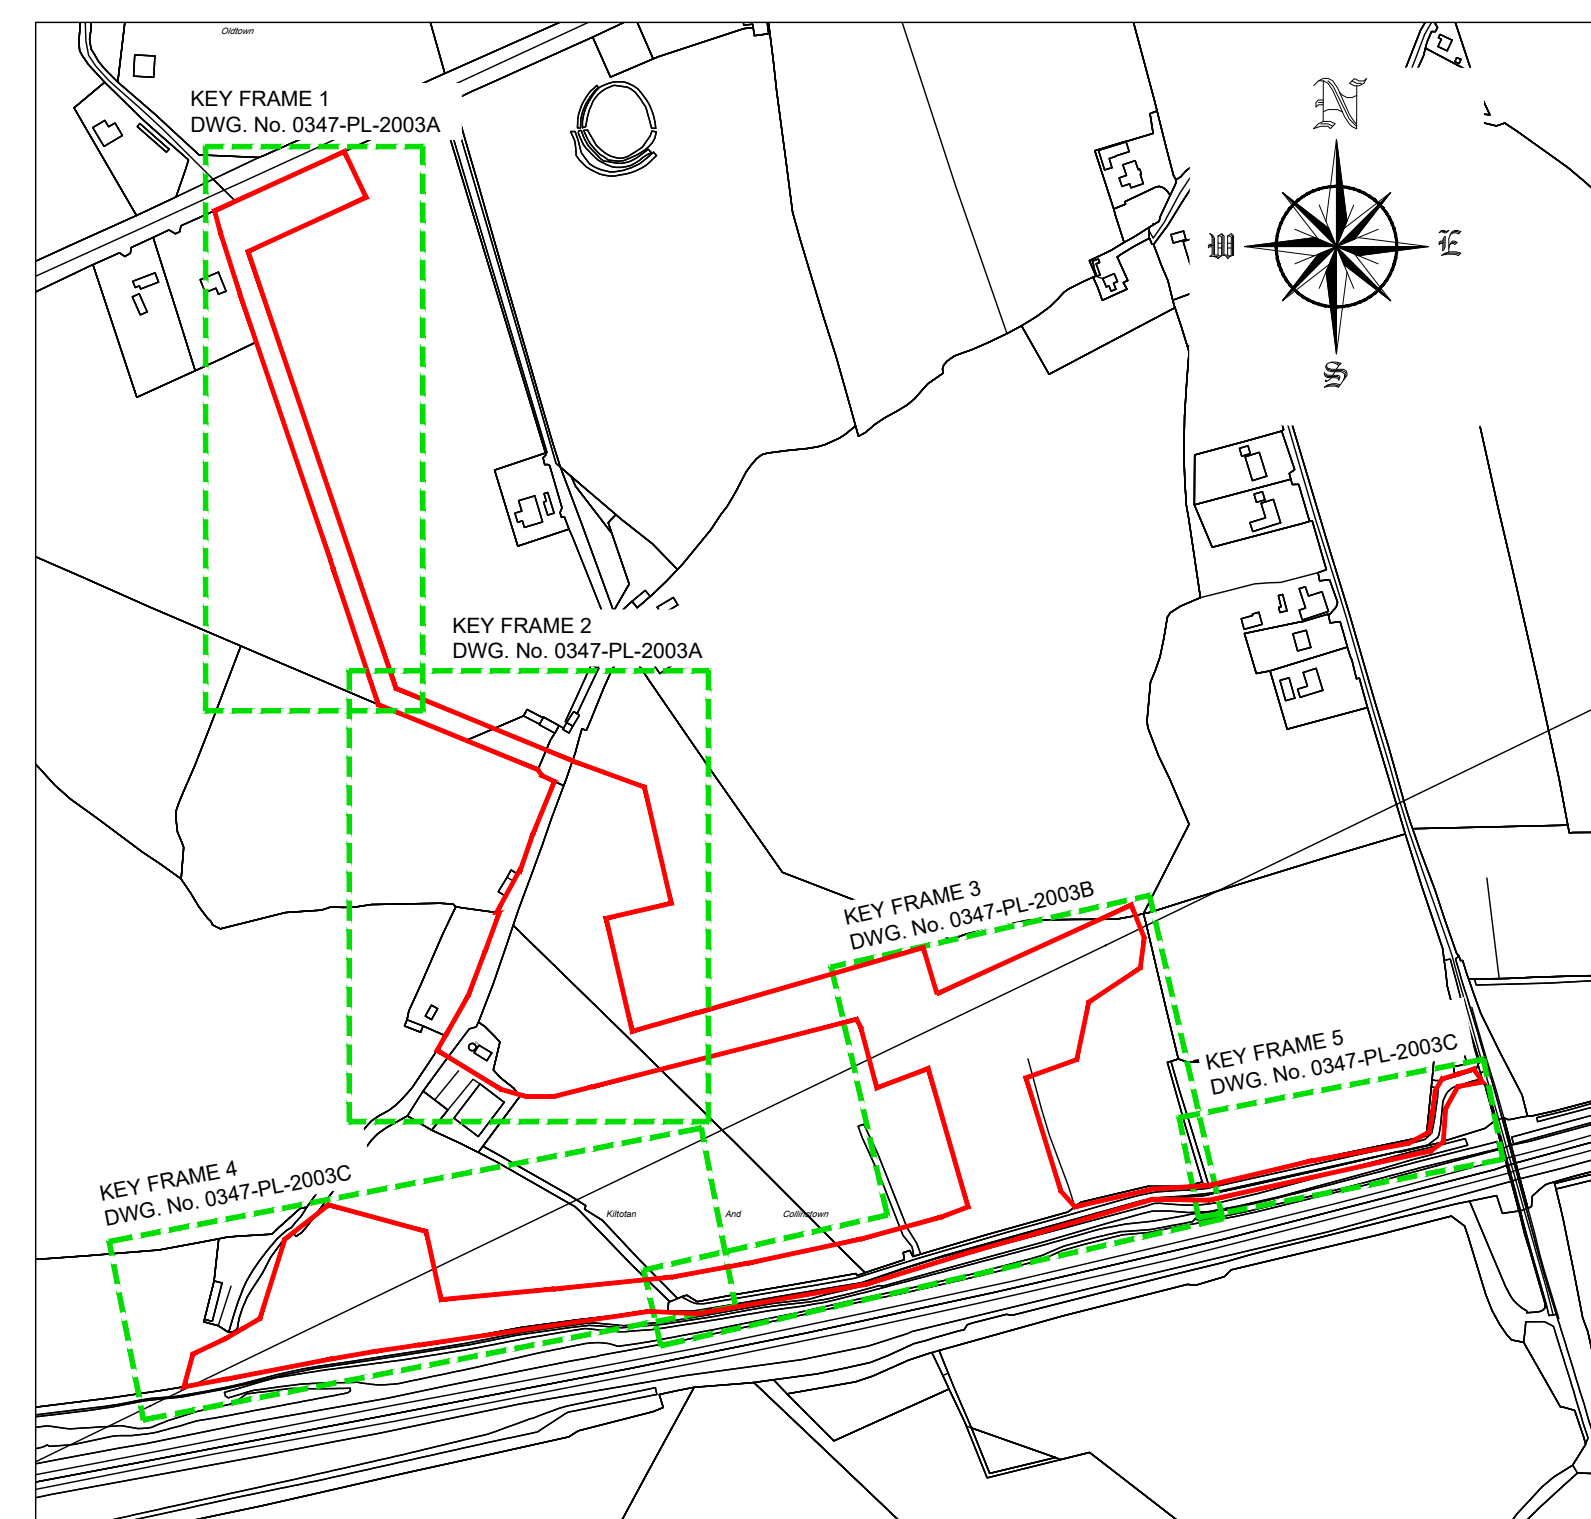 Oldtown
KEY FRAME 1
DWG. No. 0347-PL-2003A
N
W
E
S
KEY FRAME 2
DWG. No. 0347-PL-2003A
KEY FRAME 3
DWG. No. 0347-PL-2003B
KEY FRAME 5
DWG. No. 0347-PL-2003C
KEY FRAME 4
DWG. No. 0347-PL-2003C
Kiltotan And Collinstown